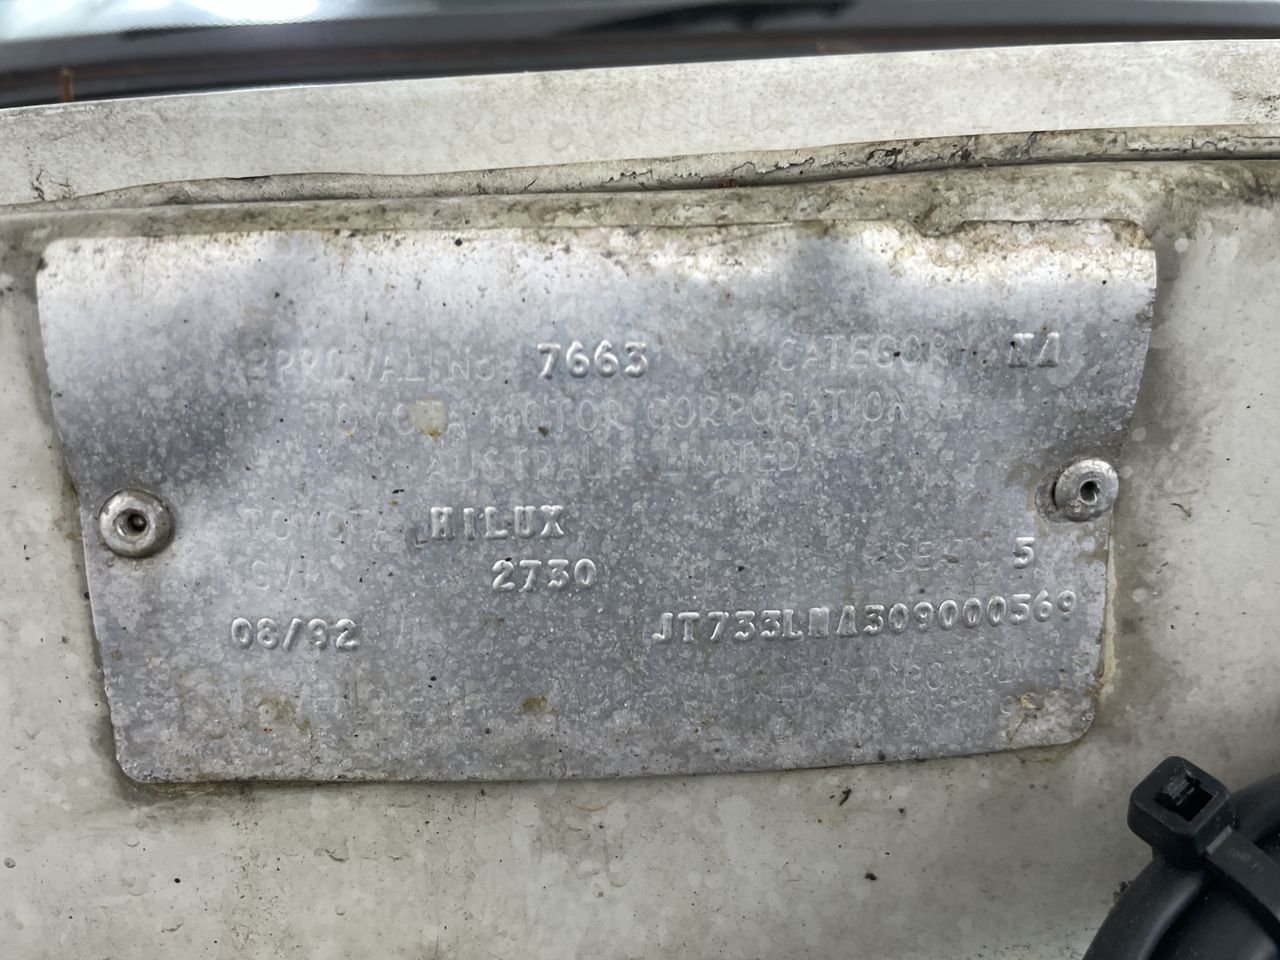 APPROVAL No 7663 CATEGORY NA
TOYOTA MOTOR CORPORATION
AUSTRALIA LIMITED
TOYOTA HILUX
GVM 2730 SEATS 5
08/92 JT733LNA309000569